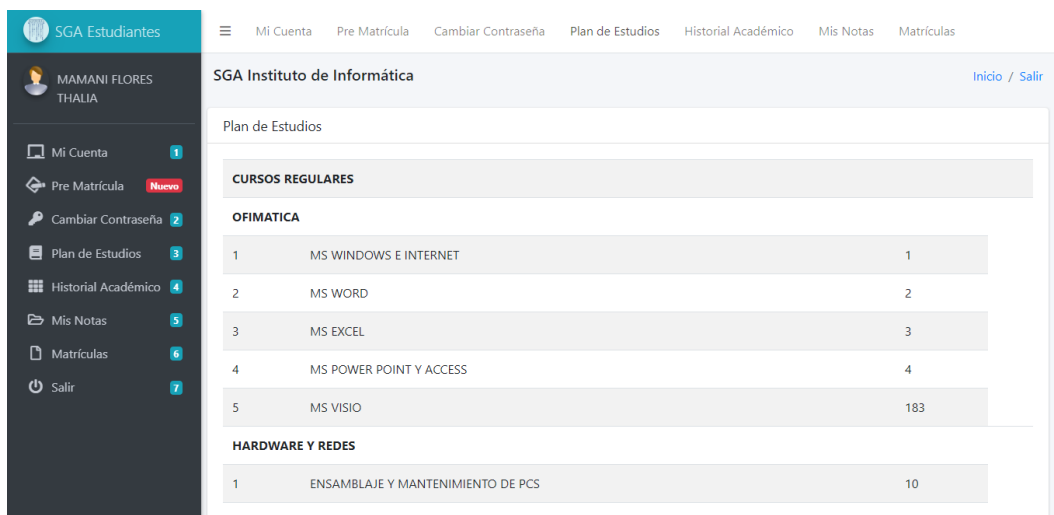 SGA Estudiantes
Mi Cuenta Pre Matrícula Cambiar Contraseña Plan de Estudios Historial Académico Mis Notas Matrículas
MAMANI FLORES
THALIA
Mi Cuenta 1
Pre Matrícula Nuevo
Cambiar Contraseña 2
Plan de Estudios 3
Historial Académico 4
Mis Notas 5
Matrículas 6
Salir 7
SGA Instituto de Informática
Inicio / Salir
Plan de Estudios
CURSOS REGULARES
OFIMATICA
1 MS WINDOWS E INTERNET 1
2 MS WORD 2
3 MS EXCEL 3
4 MS POWER POINT Y ACCESS 4
5 MS VISIO 183
HARDWARE Y REDES
1 ENSAMBLAJE Y MANTENIMIENTO DE PCS 10